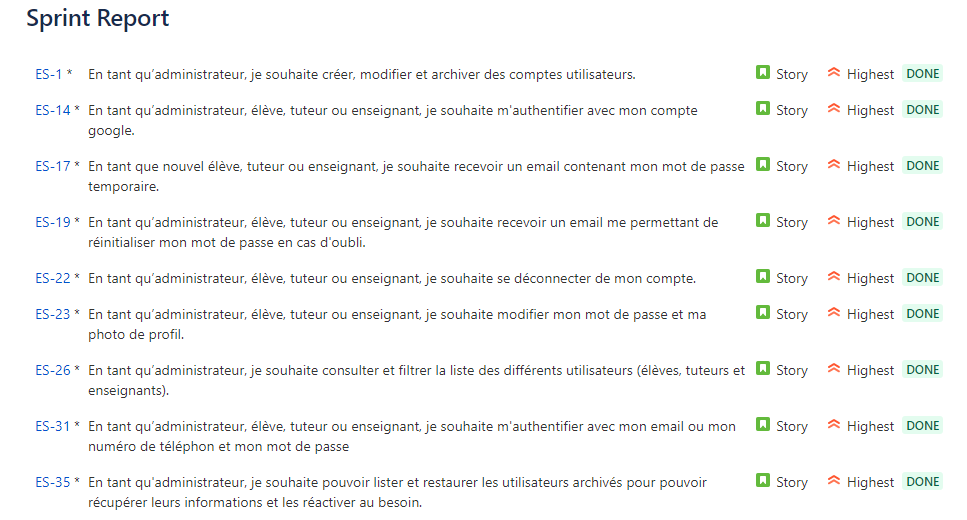 Sprint Report
ES-1 * En tant qu'administrateur, je souhaite créer, modifier et archiver des comptes utilisateurs. Story Highest DONE
ES-14 * En tant qu'administrateur, élève, tuteur ou enseignant, je souhaite m'authentifier avec mon compte Story Highest DONE
google.
ES-17 * En tant que nouvel élève, tuteur ou enseignant, je souhaite recevoir un email contenant mon mot de passe Story Highest DONE
temporaire.
ES-19 * En tant qu'administrateur, élève, tuteur ou enseignant, je souhaite recevoir un email me permettant de Story Highest DONE
réinitialiser mon mot de passe en cas d'oubli.
ES-22 * En tant qu'administrateur, élève, tuteur ou enseignant, je souhaite se déconnecter de mon compte. Story Highest DONE
ES-23 * En tant qu'administrateur, élève, tuteur ou enseignant, je souhaite modifier mon mot de passe et ma Story Highest DONE
photo de profil.
ES-26 * En tant qu'administrateur, je souhaite consulter et filtrer la liste des différents utilisateurs (élèves, tuteurs et Story Highest DONE
enseignants).
ES-31 * En tant qu'administrateur, élève, tuteur ou enseignant, je souhaite m'authentifier avec mon email ou mon Story Highest DONE
numéro de téléphon et mon mot de passe
ES-35 * En tant qu'administrateur, je souhaite pouvoir lister et restaurer les utilisateurs archivés pour pouvoir Story Highest DONE
récupérer leurs informations et les réactiver au besoin.